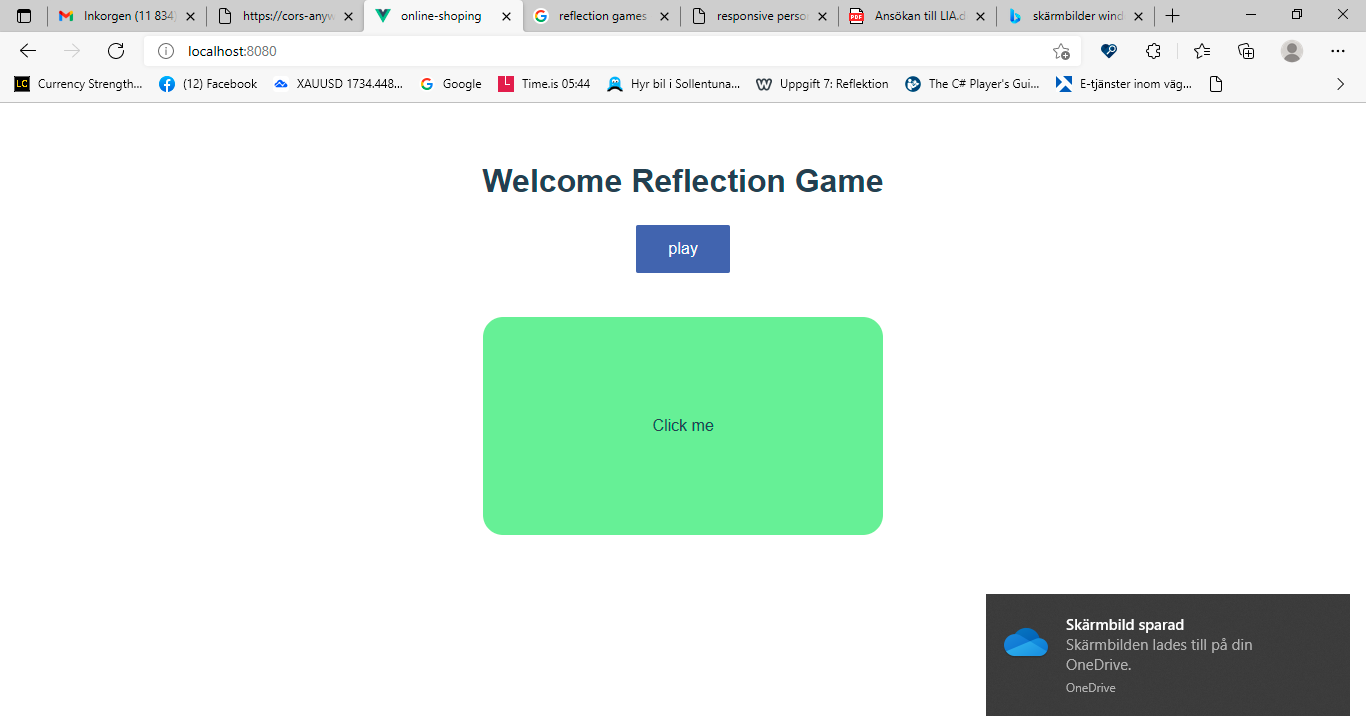 Inkorgen (11 834)
https://cors-anyw
online-shoping
reflection games
responsive perso
Ansökan till LIA.d
skärmbilder wind
localhost:8080
LC
Currency Strength...
(12) Facebook
XAUUSD 1734.448...
Google
Time.is 05:44
Hyr bil i Sollentuna...
Uppgift 7: Reflektion
The C# Player's Gui...
E-tjänster inom väg...
Welcome Reflection Game
play
Click me
Skärmbild sparad
Skärmbilden lades till på din
OneDrive.
OneDrive